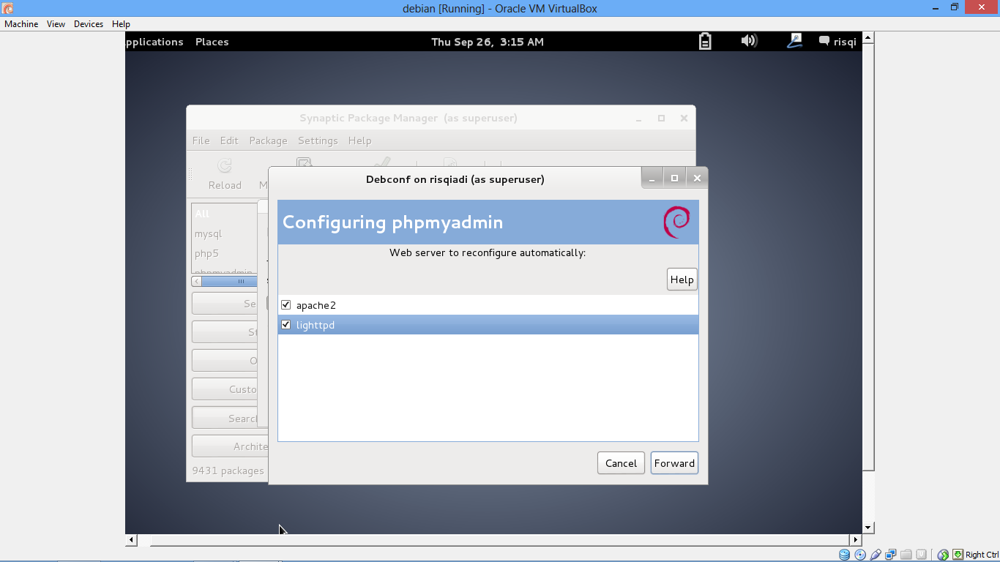 debian [Running] - Oracle VM VirtualBox
Machine View Devices Help
pplications Places Thu Sep 26, 3:15 AM risqi
Synaptic Package Manager (as superuser)
File Edit Package Settings Help
Reload M
Debconf on risqiadi (as superuser)
All
mysql
php5
phpmyadmin
Configuring phpmyadmin
Web server to reconfigure automatically:
Help
apache2
lighttpd
Se
St
O
Custo
Searc
Archite
9431 packages
Cancel Forward
Right Ctrl